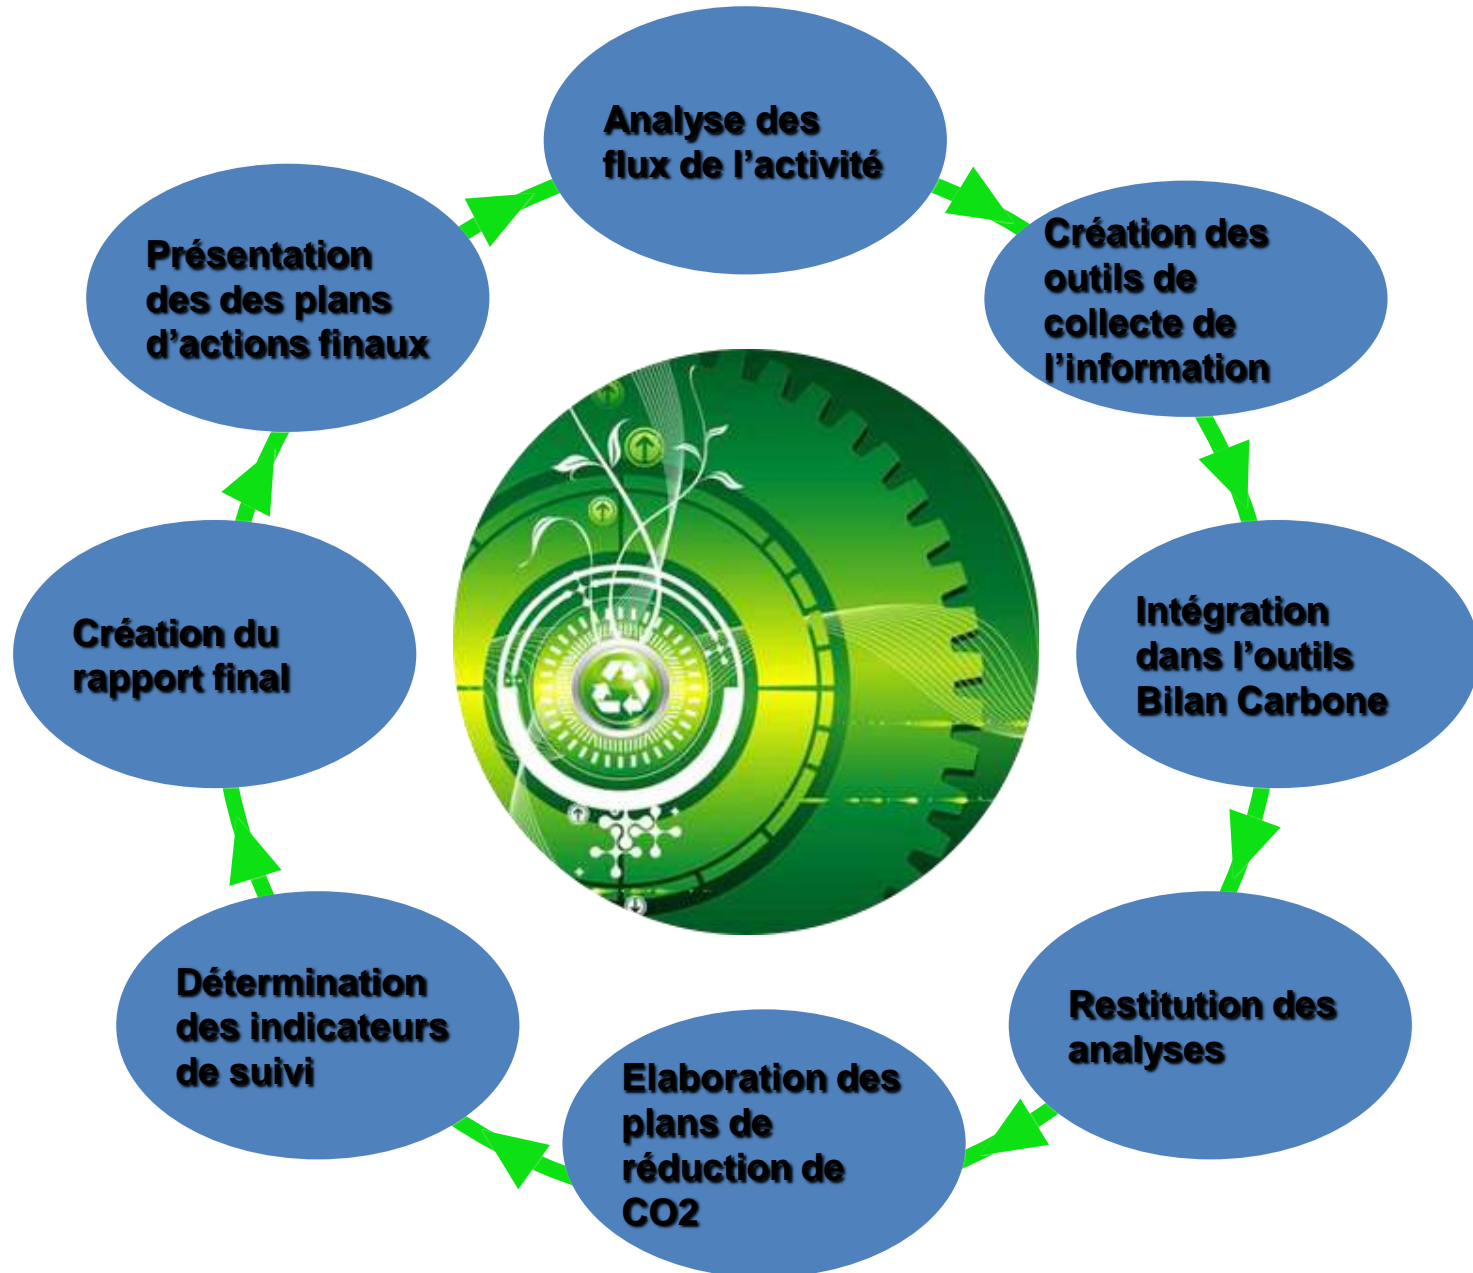 Analyse des
flux de l’activité
Création des
outils de
collecte de
l’information
Intégration
dans l’outils
Bilan Carbone
Restitution des
analyses
Elaboration des
plans de
réduction de
CO2
Détermination
des indicateurs
de suivi
Création du
rapport final
Présentation
des des plans
d’actions finaux